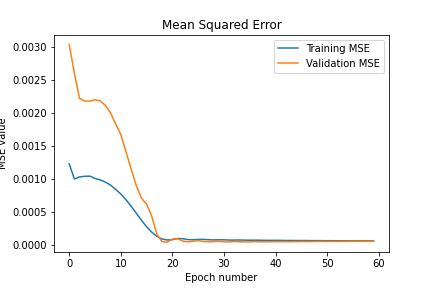 Mean Squared Error
Training MSE
Validation MSE
0.0030
0.0025
0.0020
0.0015
0.0010
0.0005
0.0000
MSE value
0 10 20 30 40 50 60
Epoch number